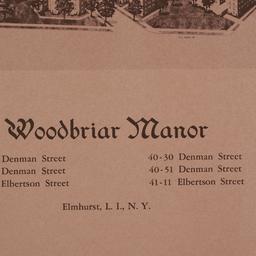 Woodbriar Manor
Denman Street 40-30 Denman Street
Denman Street 40-51 Denman Street
Elbertson Street 41-11 Elbertson Street
Elmhurst, L. I., N. Y.